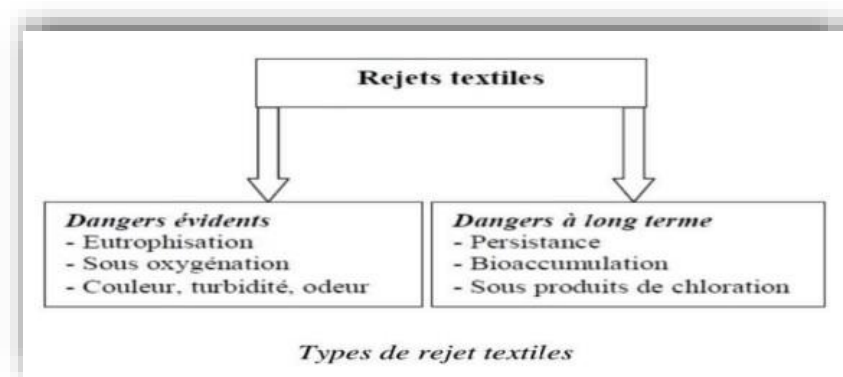 Rejets textiles
Dangers évidents
- Eutrophisation
- Sous oxygénation
- Couleur, turbidité, odeur
Dangers à long terme
- Persistance
- Bioaccumulation
- Sous produits de chloration
Types de rejet textiles